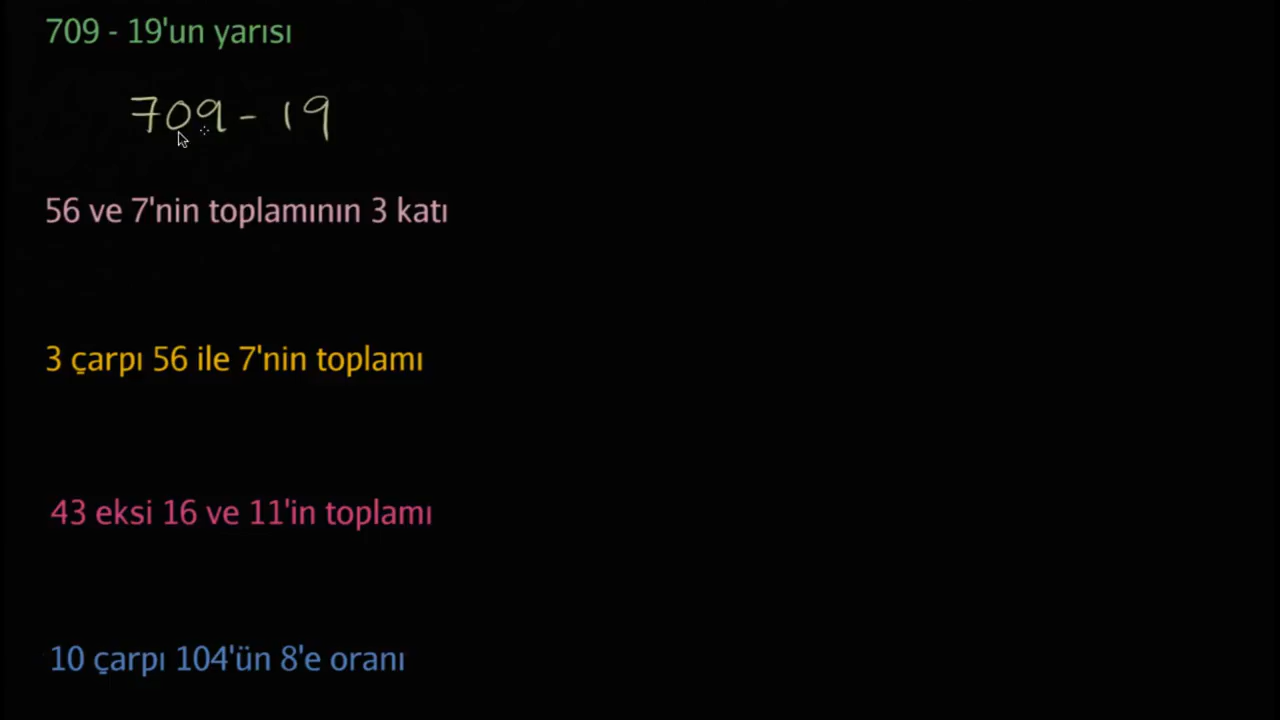 709 - 19'un yarısı
709 - 19
56 ve 7'nin toplamının 3 katı
3 çarpı 56 ile 7'nin toplamı
43 eksi 16 ve 11'in toplamı
10 çarpı 104'ün 8'e oranı